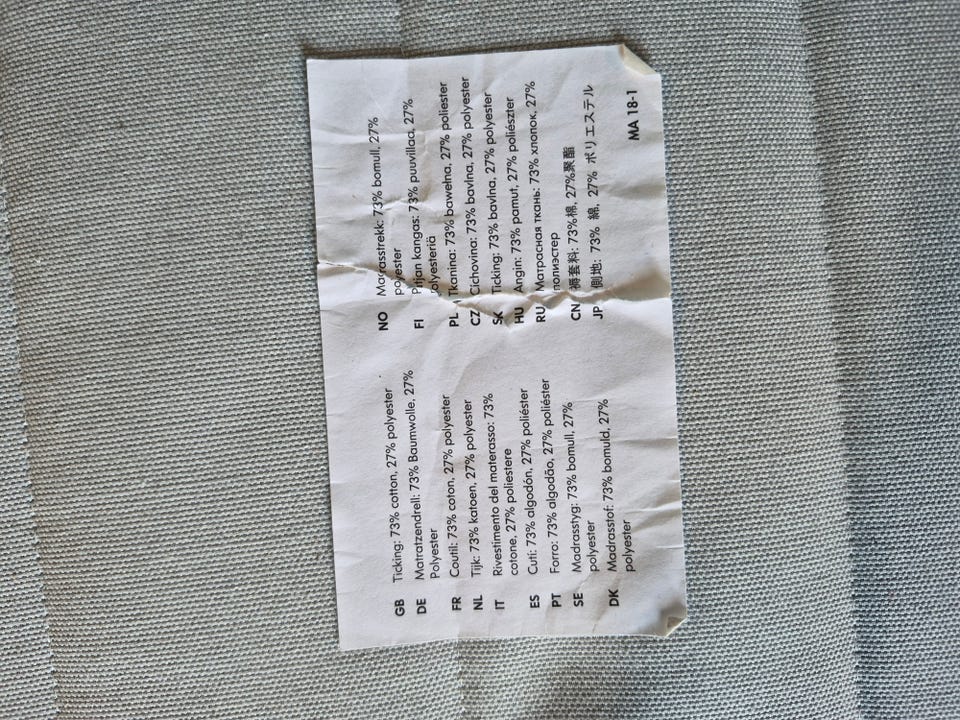 GB Ticking: 73% cotton, 27% polyester
DE Matratzendrell: 73% Baumwolle, 27%
Polyester
FR Coutil: 73% coton, 27% polyester
NL Tijk: 73% katoen, 27% polyester
IT Rivestimento del materasso: 73%
cotone, 27% poliestere
ES Cutí: 73% algodón, 27% poliéster
PT Forro: 73% algodão, 27% poliéster
SE Madrasstyg: 73% bomull, 27%
polyester
DK Madrasstof: 73% bomuld, 27%
polyester
NO 73% bomull, 27%
polyester
FI kangas: 73% puuvillaa, 27%
PL Tkanina: 73% bawełna, 27% poliester
CZ Cíchovina: 73% bavlna, 27% polyester
SK Ticking: 73% bavlna, 27% polyester
HU Angin: 73% pamut, 27% poliészter
RU Матрасная ткань: 73% хлопок, 27%
полиэстер
CN 褥套料: 73%棉, 27%聚酯
JP 側地: 73% 綿, 27% ポリエステル
MA 18-1